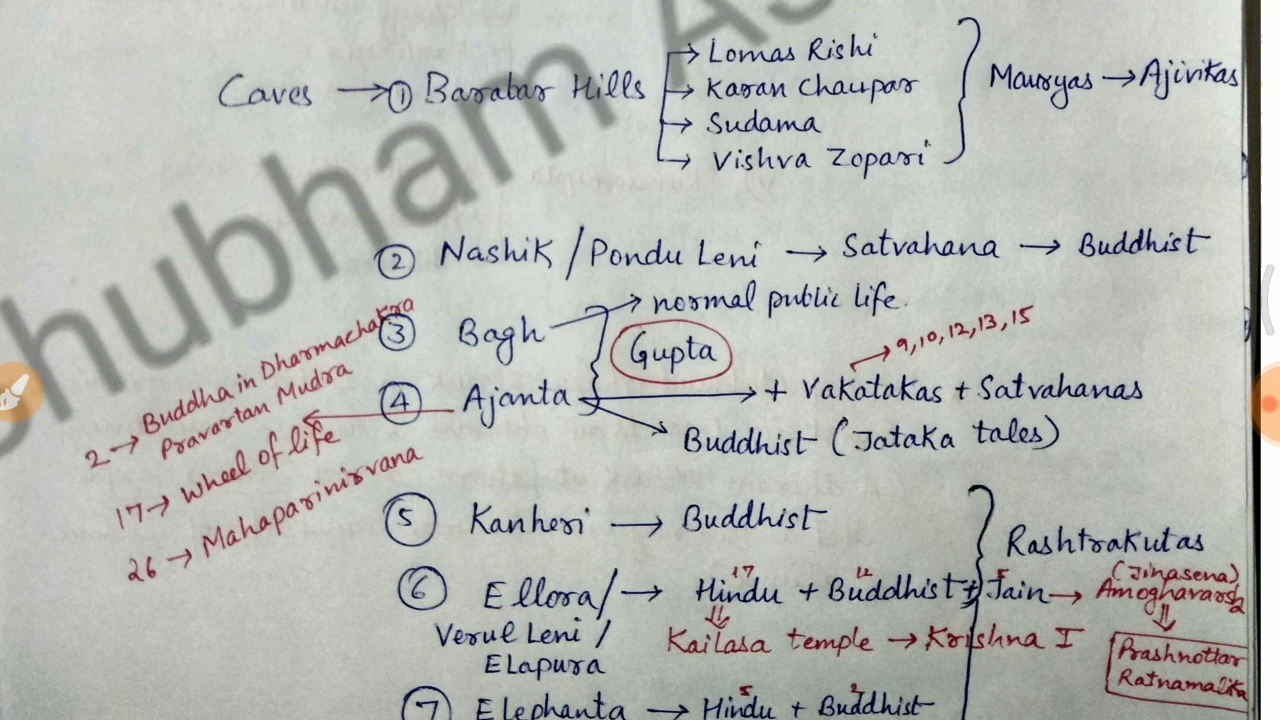 Shubham As
Caves → ① Barabar Hills → Lomas Rishi
→ Karan Chaupar
→ Sudama
→ Vishva Zopari
Mauryas → Ajivikas
② Nashik / Pondu Leni → Satvahana → Buddhist
③ Bagh → normal public life.
Gupta
④ Ajanta → + Vakatakas + Satvahanas
→ 9, 10, 12, 13, 15
→ Buddhist (Jataka tales)
2 → Buddha in Dharmachakra
Pravartan Mudra
17 → Wheel of life
26 → Mahaparinirvana
⑤ Kanheri → Buddhist
Rashtrakutas
⑥ Ellora / → Hindu 17 + Buddhist 12 + Jain 5 → Amoghavarsh
(Jinasena)
Verul Leni /
Elapura
⇓ Kailasa temple → Krishna I
⇓ Prashnottar
Ratnamalika
⑦ Elephanta → Hindu 5 + Buddhist 2